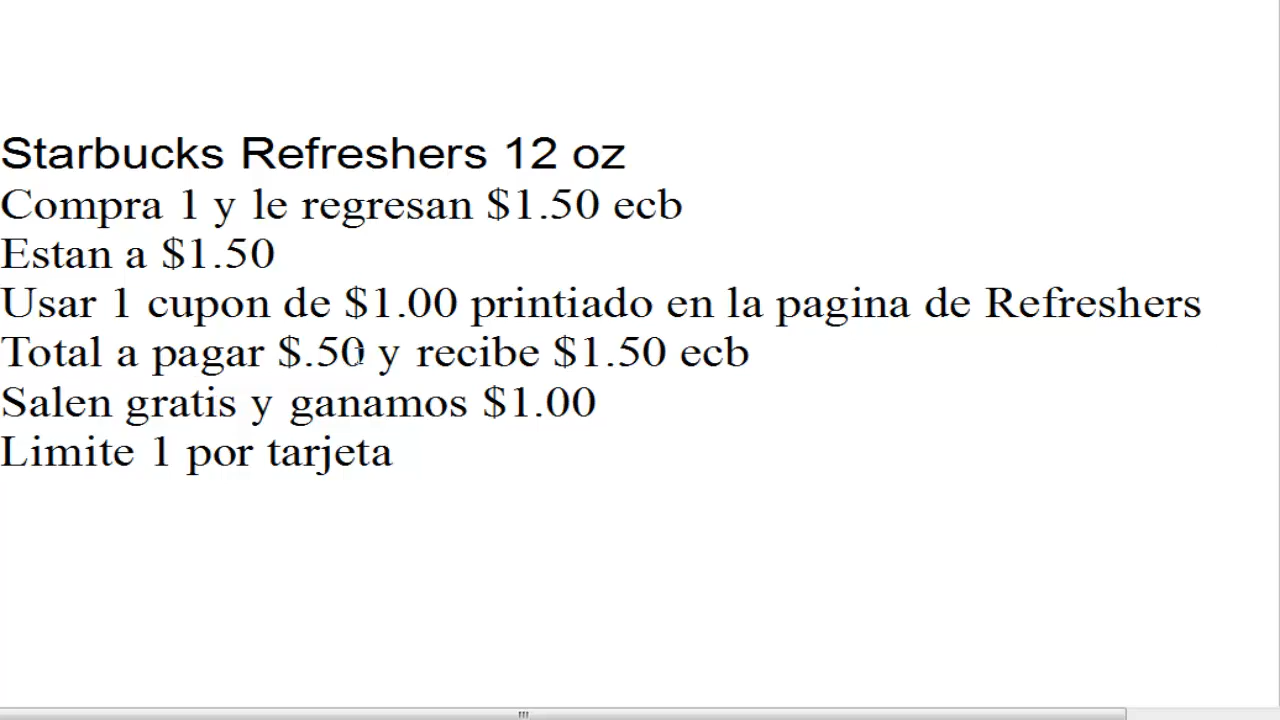 Starbucks Refreshers 12 oz
Compra 1 y le regresan $1.50 ecb
Estan a $1.50
Usar 1 cupon de $1.00 printiado en la pagina de Refreshers
Total a pagar $.50 y recibe $1.50 ecb
Salen gratis y ganamos $1.00
Limite 1 por tarjeta